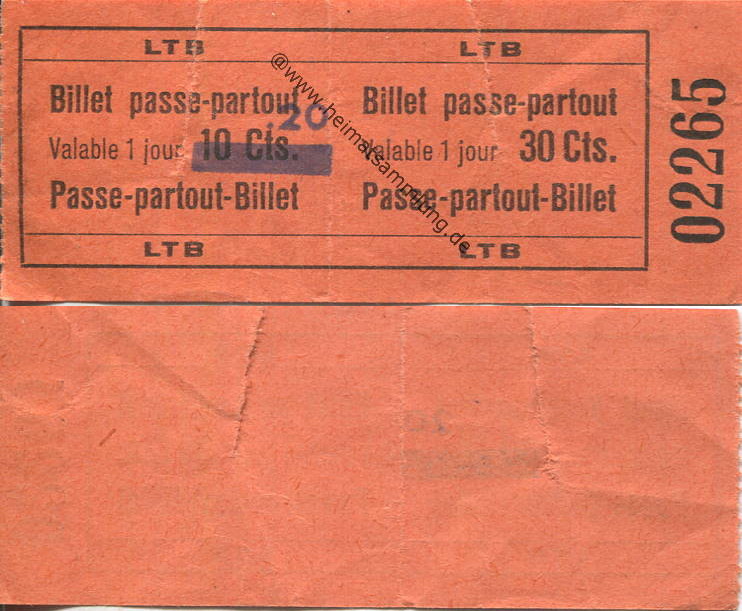 LTB LTB
Billet passe-partout Billet passe-partout
.20
Valable 1 jour 10 Cts. Valable 1 jour 30 Cts.
Passe-partout-Billet Passe-partout-Billet
LTB LTB
02265
@www.heimatsammlung.de
20